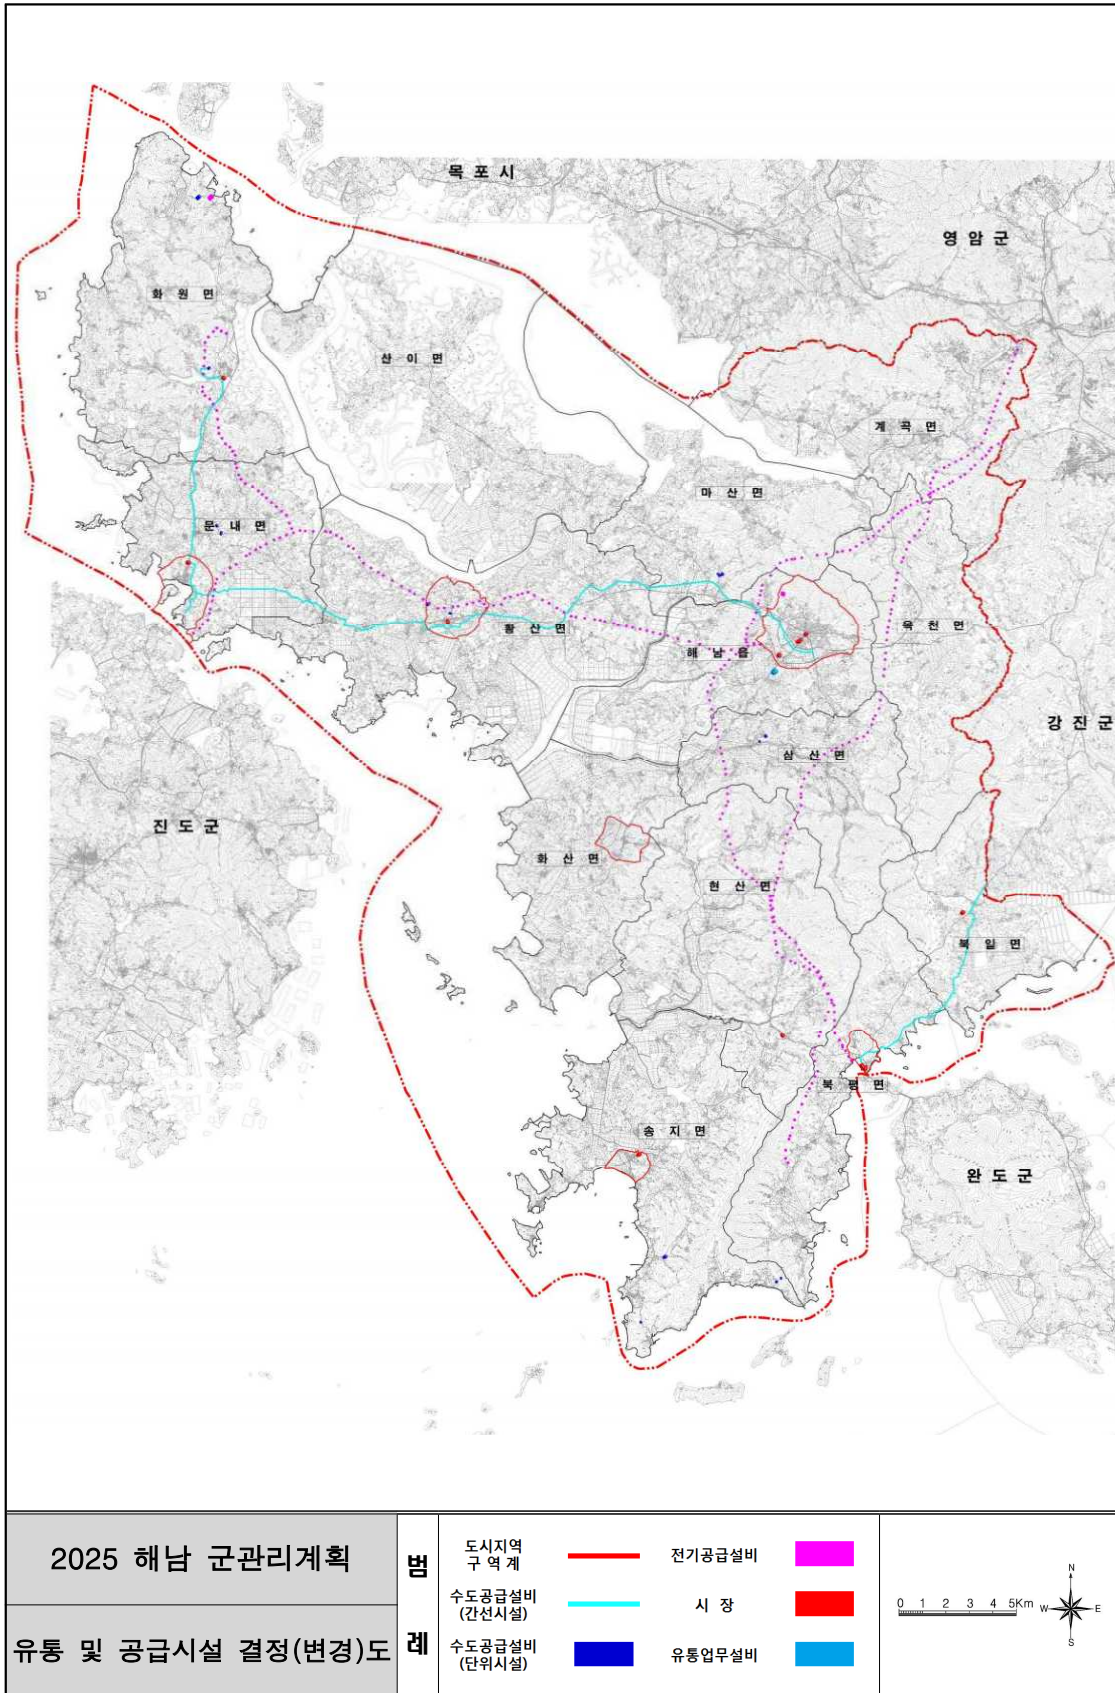 목포시
영암군
화원면
산이면
계곡면
마산면
문내면
황산면
옥천면
해남읍
강진군
삼산면
진도군
화산면
현산면
북일면
북평면
송지면
완도군
2025 해남 군관리계획
유통 및 공급시설 결정(변경)도
범
례
도시지역
구 역 계
전기공급설비
수도공급설비
(간선시설)
시 장
수도공급설비
(단위시설)
유통업무설비
0 1 2 3 4 5Km
N
W E
S